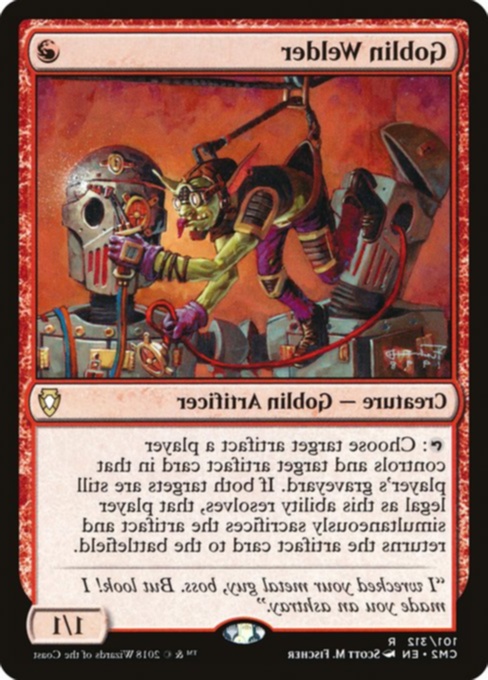 Goblin Welder
Creature — Goblin Artificer
: Choose target artifact a player
controls and target artifact card in that
player's graveyard. If both targets are still
legal as this ability resolves, that player
simultaneously sacrifices the artifact and
returns the artifact card to the battlefield.
"I wrecked your metal guy, boss. But look! I
made you an ashtray."
1/1
101/312 R
CM2 • EN Scott M. Fischer
™ & © 2018 Wizards of the Coast